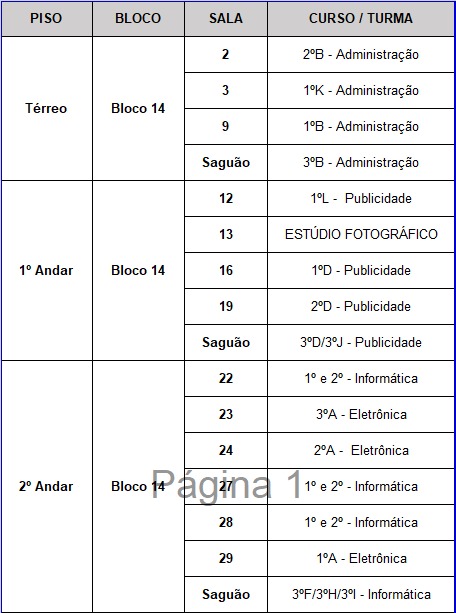 PISO BLOCO SALA CURSO / TURMA
2 2ºB - Administração
3 1ºK - Administração
Térreo Bloco 14
9 1ºB - Administração
Saguão 3ºB - Administração
12 1ºL - Publicidade
13 ESTÚDIO FOTOGRÁFICO
1º Andar Bloco 14 16 1ºD - Publicidade
19 2ºD - Publicidade
Saguão 3ºD/3ºJ - Publicidade
22 1º e 2º - Informática
23 3ºA - Eletrônica
24 2ºA - Eletrônica
2º Andar Bloco 14 27 1º e 2º - Informática
Página 1
28 1º e 2º - Informática
29 1ºA - Eletrônica
Saguão 3ºF/3ºH/3ºI - Informática